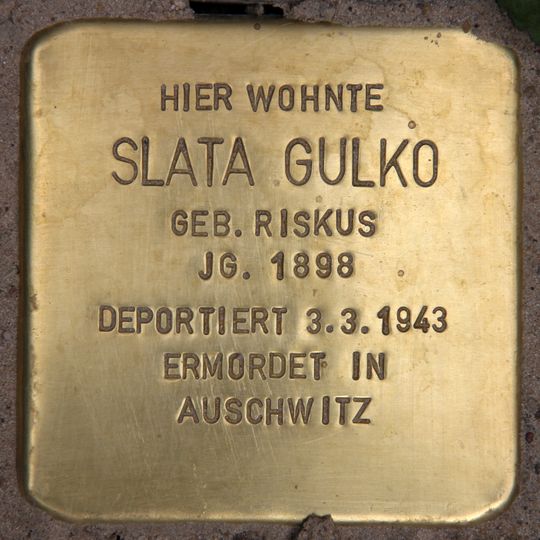 HIER WOHNTE
SLATA GULKO
GEB. RISKUS
JG. 1898
DEPORTIERT 3.3.1943
ERMORDET IN
AUSCHWITZ